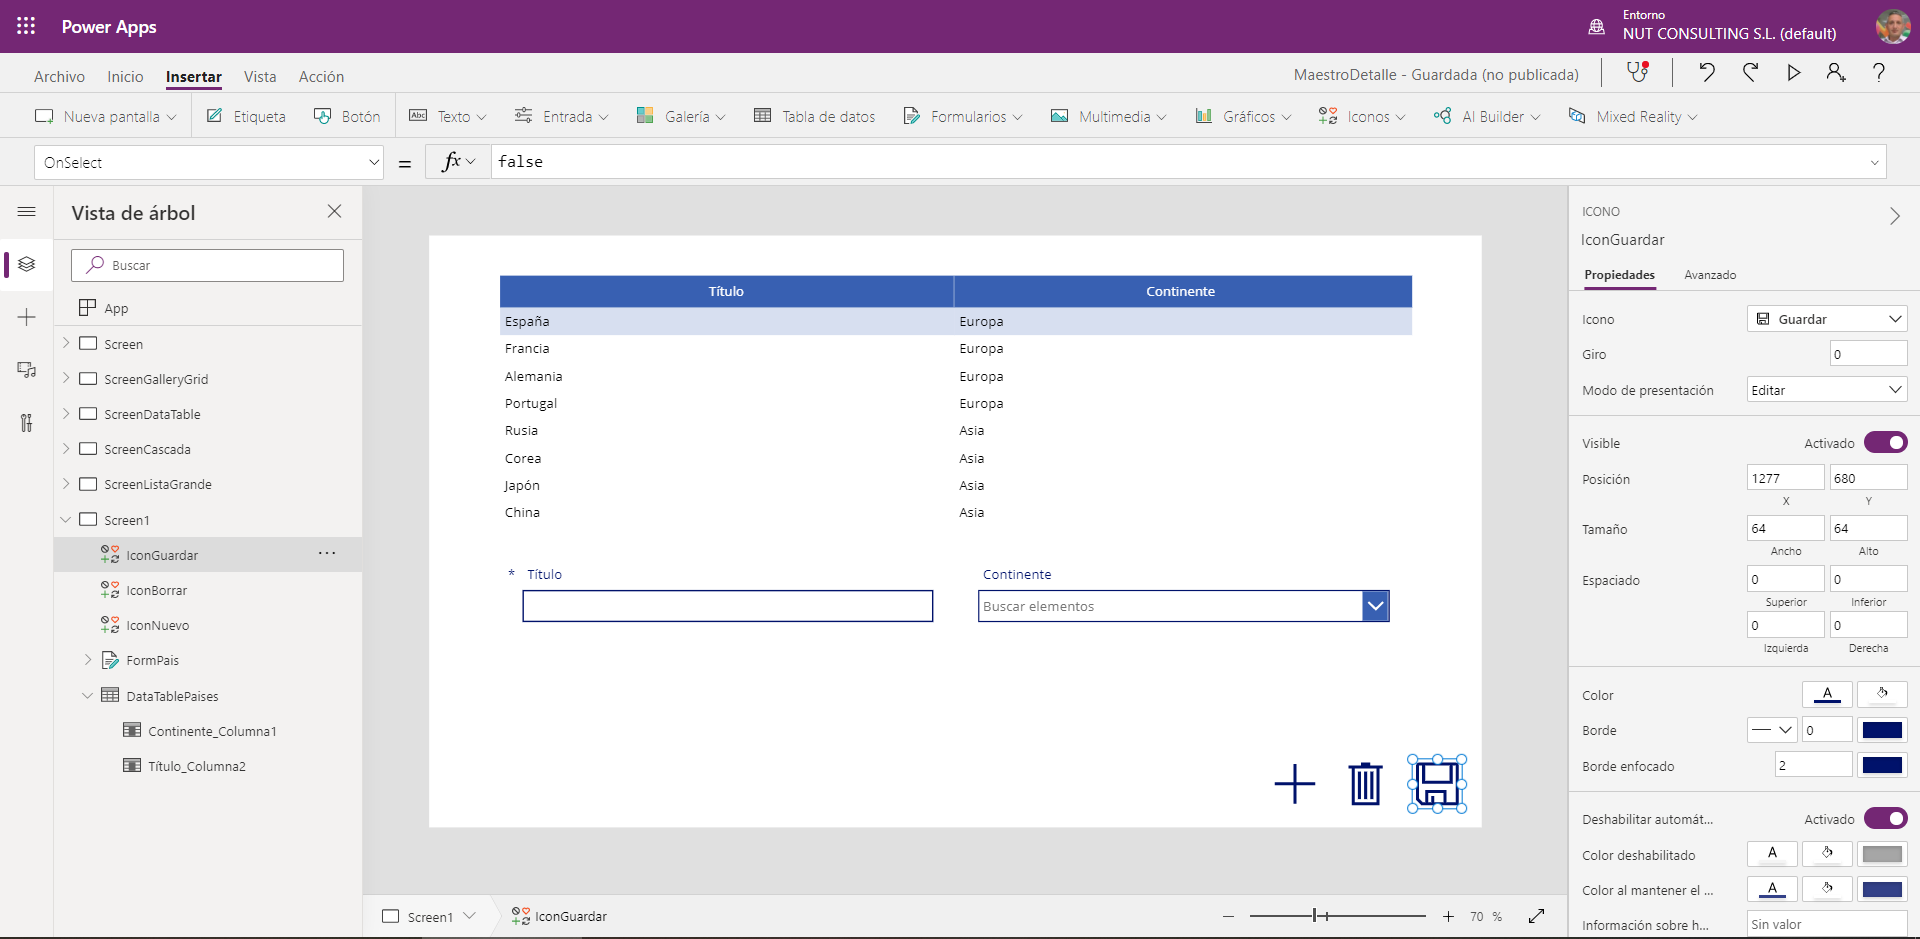 Power Apps
Entorno
NUT CONSULTING S.L. (default)
Archivo Inicio Insertar Vista Acción
MaestroDetalle - Guardada (no publicada)
Nueva pantalla Etiqueta Botón Abc Texto Entrada Galería Tabla de datos Formularios Multimedia Gráficos Iconos AI Builder Mixed Reality
OnSelect = fx false
Vista de árbol
Buscar
App
Screen
ScreenGalleryGrid
ScreenDataTable
ScreenCascada
ScreenListaGrande
Screen1
IconGuardar ...
IconBorrar
IconNuevo
FormPais
DataTablePaises
Continente_Columna1
Título_Columna2
Título Continente
España Europa
Francia Europa
Alemania Europa
Portugal Europa
Rusia Asia
Corea Asia
Japón Asia
China Asia
* Título Continente
Buscar elementos
Screen1 IconGuardar
70 %
ICONO
IconGuardar
Propiedades Avanzado
Icono Guardar
Giro 0
Modo de presentación Editar
Visible Activado
Posición 1277 680
X Y
Tamaño 64 64
Ancho Alto
Espaciado 0 0
Superior Inferior
0 0
Izquierda Derecha
Color A
Borde 0
Borde enfocado 2
Deshabilitar automát... Activado
Color deshabilitado A
Color al mantener el ... A
Información sobre h... Sin valor